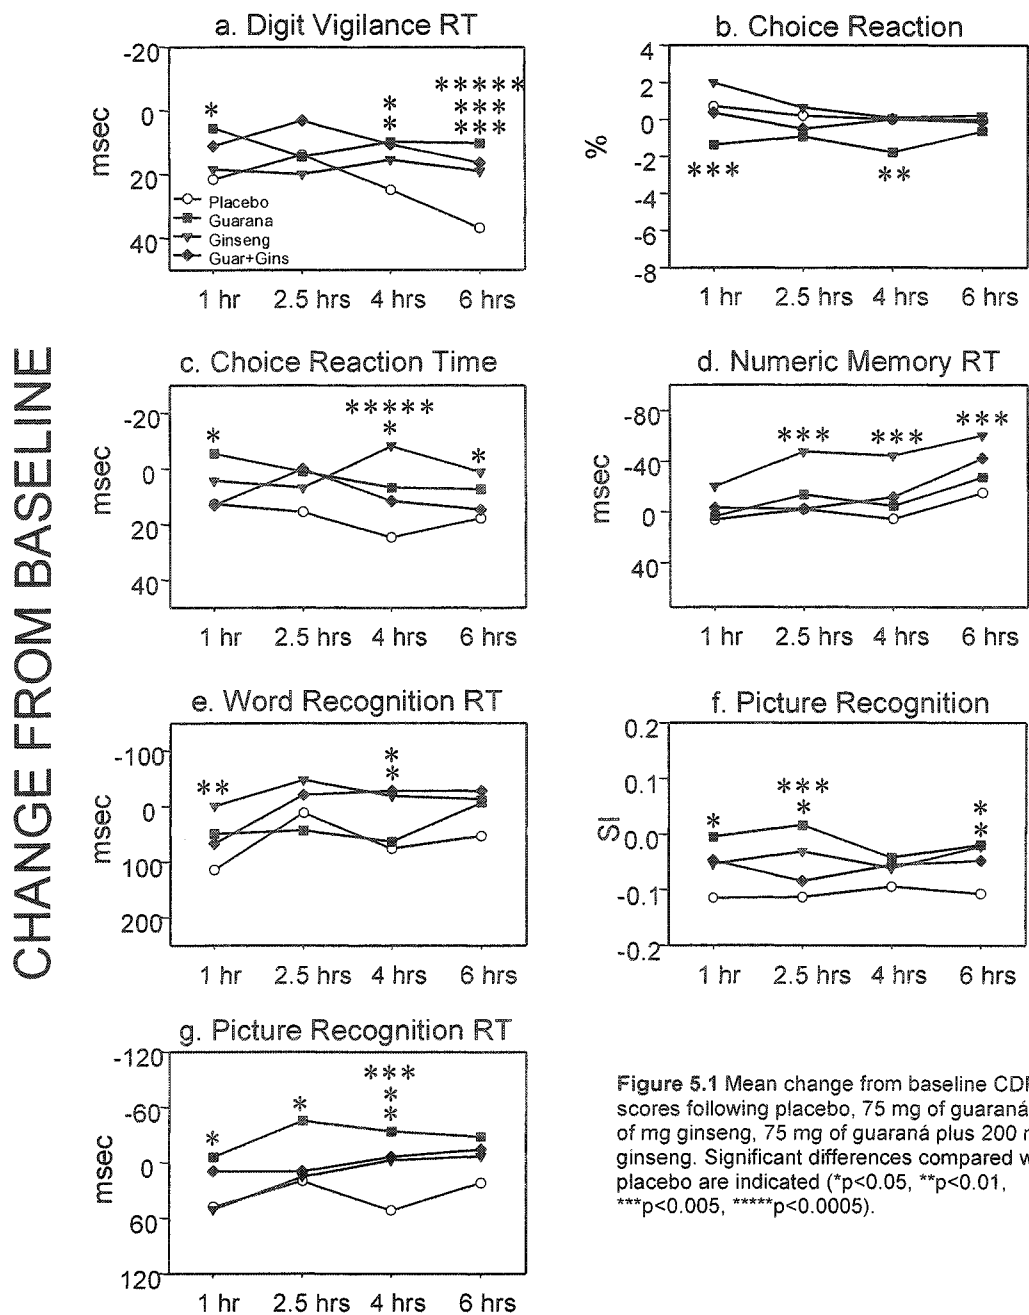 CHANGE FROM BASELINE
a. Digit Vigilance RT
-20
0
20
40
msec
*
*
*
*****
***
***
Placebo
Guarana
Ginseng
Guar+Gins
1 hr 2.5 hrs 4 hrs 6 hrs
b. Choice Reaction
4
2
0
-2
-4
-6
-8
%
***
**
1 hr 2.5 hrs 4 hrs 6 hrs
c. Choice Reaction Time
-20
0
20
40
msec
*
*****
*
*
1 hr 2.5 hrs 4 hrs 6 hrs
d. Numeric Memory RT
-80
-40
0
40
msec
***
***
***
1 hr 2.5 hrs 4 hrs 6 hrs
e. Word Recognition RT
-100
0
100
200
msec
**
*
*
1 hr 2.5 hrs 4 hrs 6 hrs
f. Picture Recognition
0.2
0.1
0.0
-0.1
-0.2
SI
*
***
*
*
*
1 hr 2.5 hrs 4 hrs 6 hrs
g. Picture Recognition RT
-120
-60
0
60
120
msec
*
*
***
*
*
1 hr 2.5 hrs 4 hrs 6 hrs
Figure 5.1 Mean change from baseline CD
scores following placebo, 75 mg of guaraná
of mg ginseng, 75 mg of guaraná plus 200
ginseng. Significant differences compared
placebo are indicated (*p<0.05, **p<0.01,
***p<0.005, *****p<0.0005).